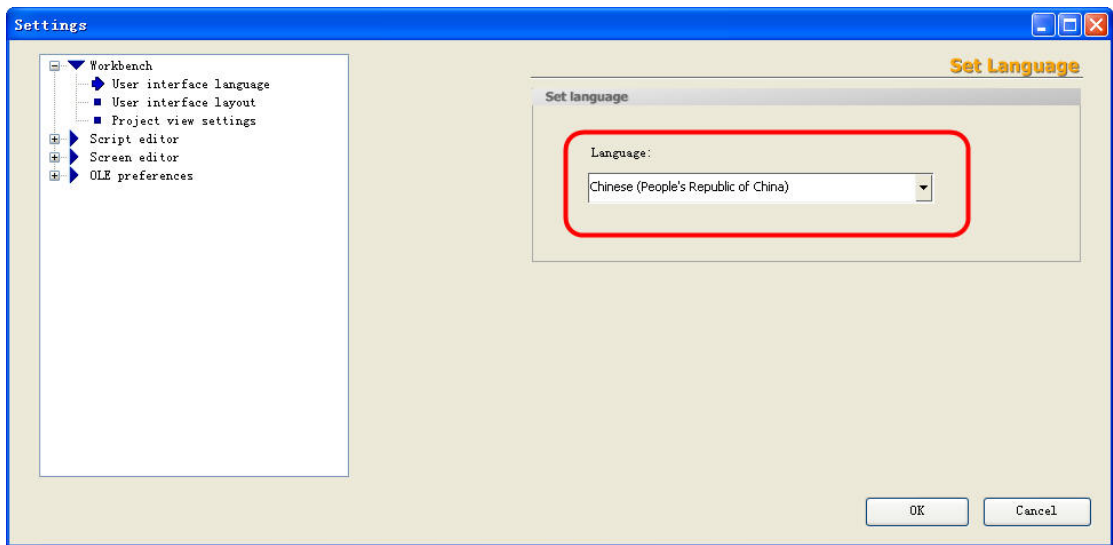 Settings
Workbench
User interface language
User interface layout
Project view settings
Script editor
Screen editor
OLE preferences
Set Language
Set language
Language:
Chinese (People's Republic of China)
OK
Cancel